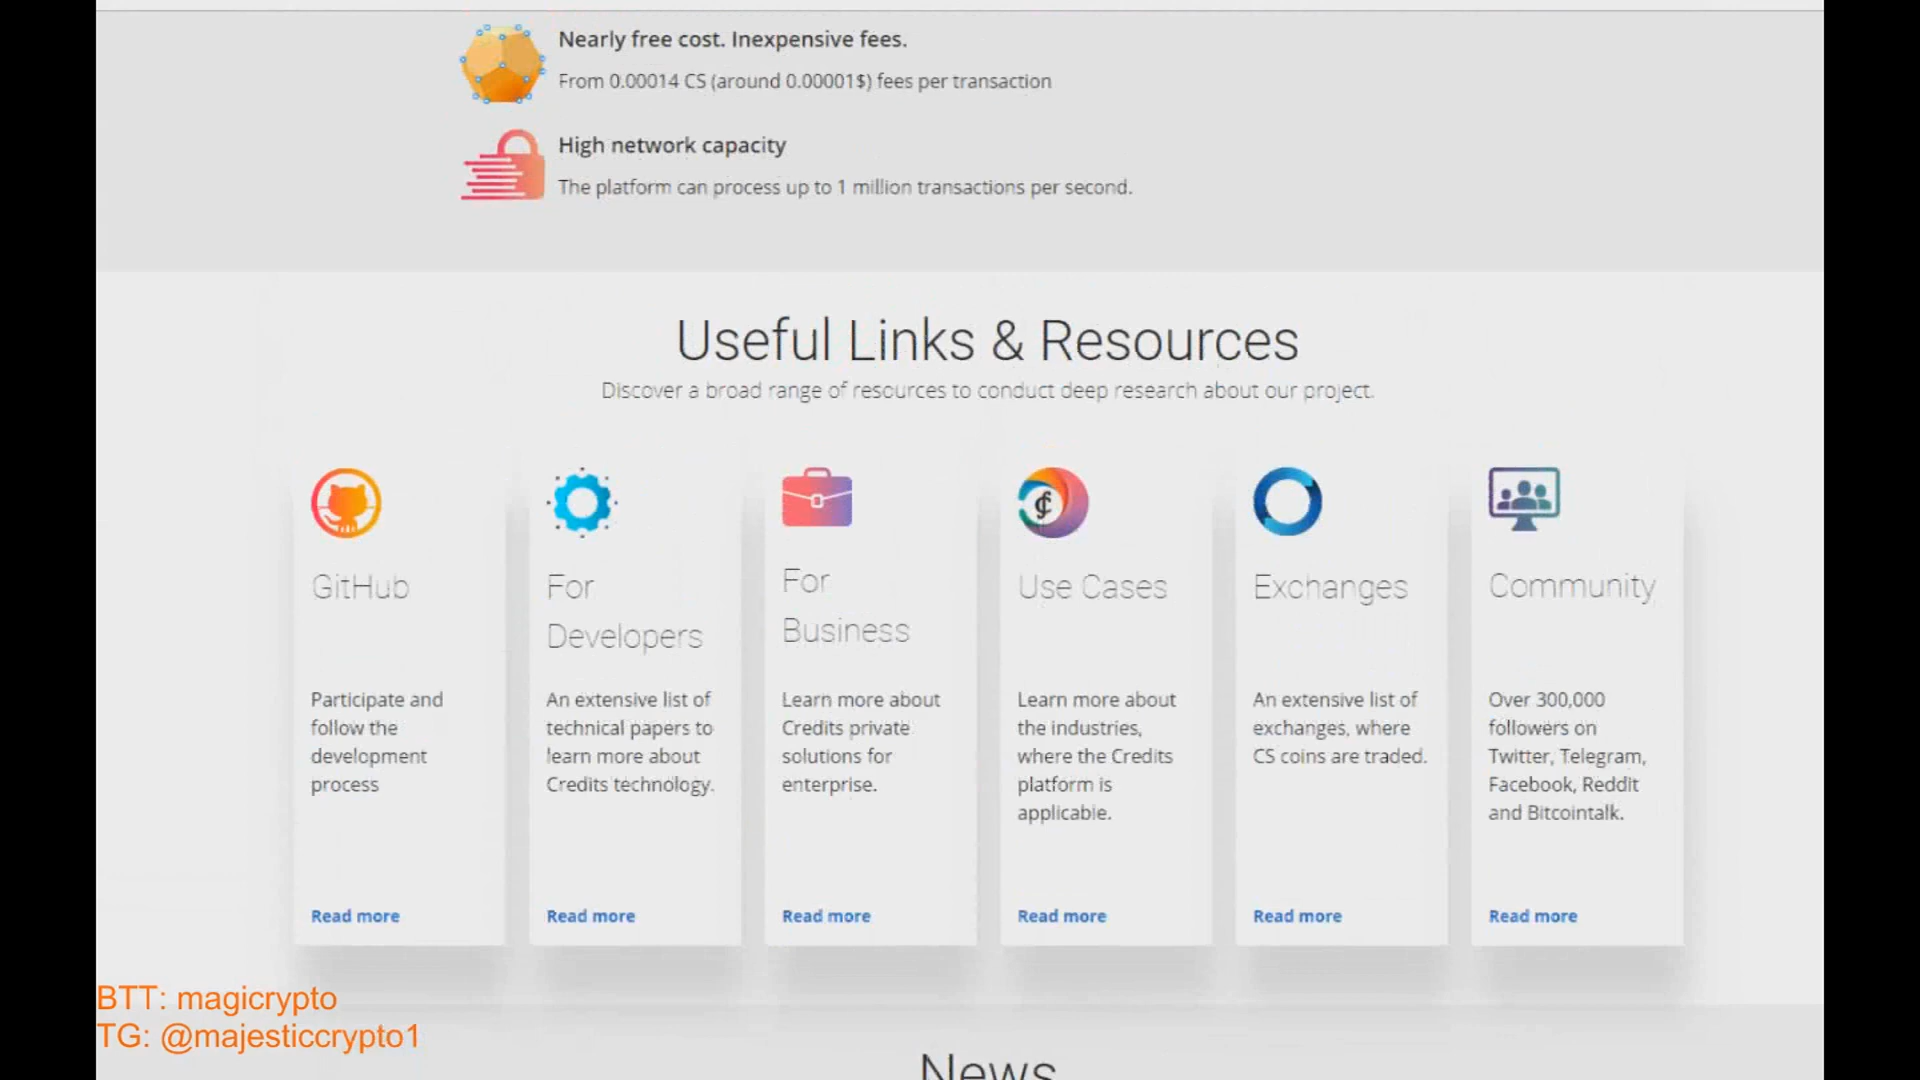 Nearly free cost. Inexpensive fees.
From 0.00014 CS (around 0.00001$) fees per transaction
High network capacity
The platform can process up to 1 million transactions per second.
Useful Links & Resources
Discover a broad range of resources to conduct deep research about our project.
GitHub
Participate and
follow the
development
process
Read more
For
Developers
An extensive list of
technical papers to
learn more about
Credits technology.
Read more
For
Business
Learn more about
Credits private
solutions for
enterprise.
Read more
Use Cases
Learn more about
the industries,
where the Credits
platform is
applicable.
Read more
Exchanges
An extensive list of
exchanges, where
CS coins are traded.
Read more
Community
Over 300,000
followers on
Twitter, Telegram,
Facebook, Reddit
and Bitcointalk.
Read more
BTT: magicrypto
TG: @majesticcrypto1
News